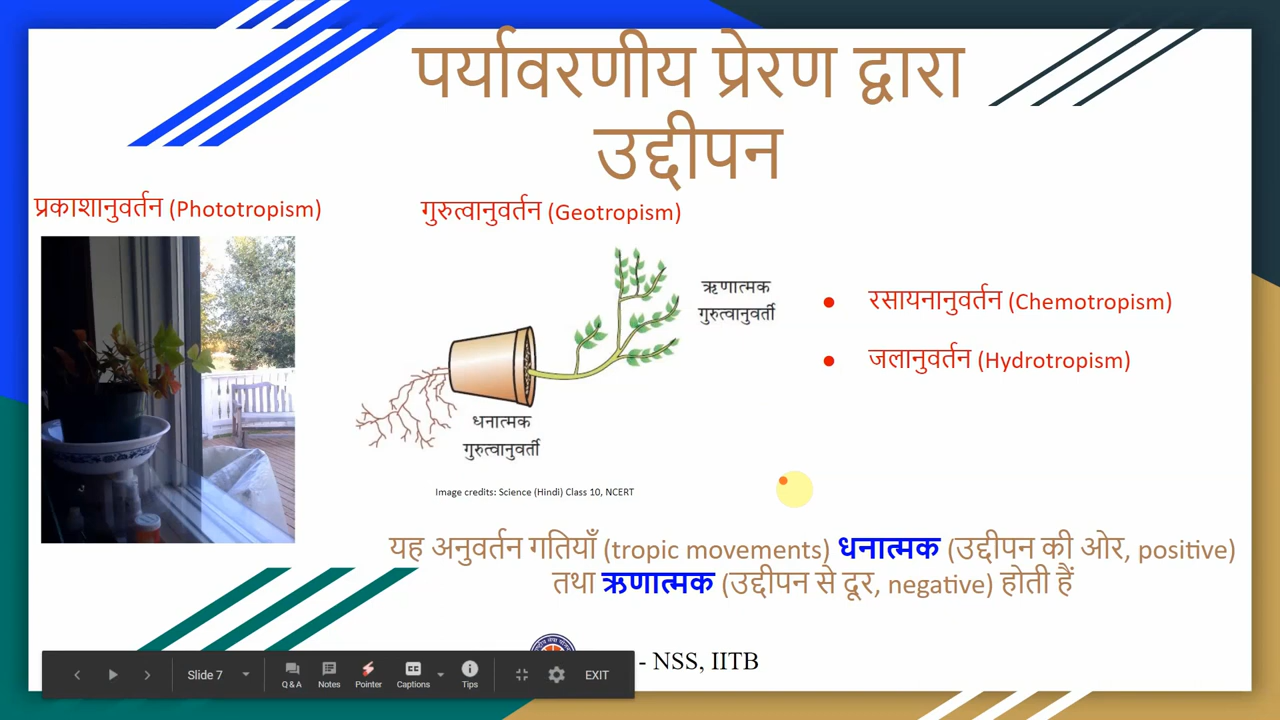 पर्यावरणीय प्रेरण द्वारा
उद्दीपन
प्रकाशानुवर्तन (Phototropism)
गुरुत्वानुवर्तन (Geotropism)
ऋणात्मक
गुरुत्वानुवर्ती
धनात्मक
गुरुत्वानुवर्ती
Image credits: Science (Hindi) Class 10, NCERT
● रसायनानुवर्तन (Chemotropism)
● जलानुवर्तन (Hydrotropism)
यह अनुवर्तन गतियाँ (tropic movements) धनात्मक (उद्दीपन की ओर, positive)
तथा ऋणात्मक (उद्दीपन से दूर, negative) होती हैं
- NSS, IITB
Slide 7
Q & A
Notes
Pointer
CC
Captions
Tips
EXIT